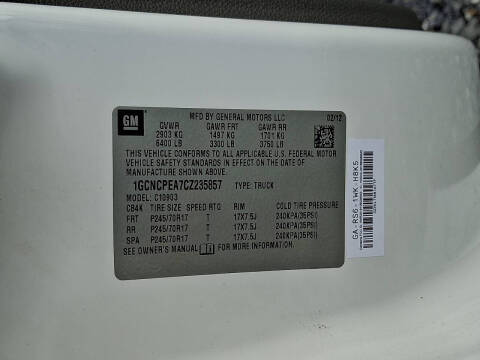 GM
MFD BY GENERAL MOTORS LLC 02/12
GVWR GAWR FRT GAWR RR
2903 KG 1497 KG 1701 KG
6400 LB 3300 LB 3750 LB
THIS VEHICLE CONFORMS TO ALL APPLICABLE U.S. FEDERAL MOTOR
VEHICLE SAFETY STANDARDS IN EFFECT ON THE DATE OF
MANUFACTURE SHOWN ABOVE.
1GCNCPEA7CZ235857 TYPE: TRUCK
MODEL: C10903
C84K TIRE SIZE SPEED RTG RIM COLD TIRE PRESSURE
FRT P245/70R17 T 17X7.5J 240KPA(35PSI)
RR P245/70R17 T 17X7.5J 240KPA(35PSI)
SPA P245/70R17 T 17X7.5J 240KPA(35PSI)
SEE OWNER'S MANUAL FOR MORE INFORMATION.
GA-RS6-1WK-H8K5